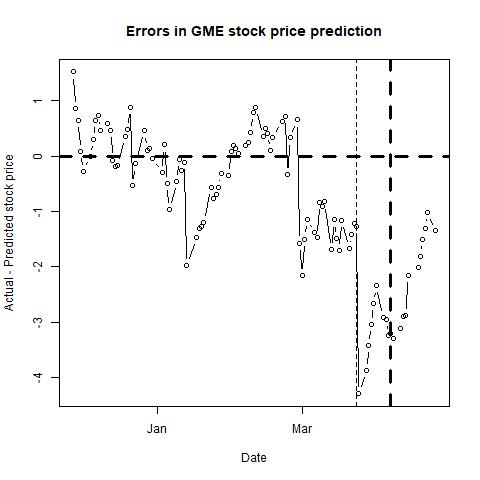 Errors in GME stock price prediction
Actual - Predicted stock price
1
0
-1
-2
-3
-4
Jan
Mar
Date